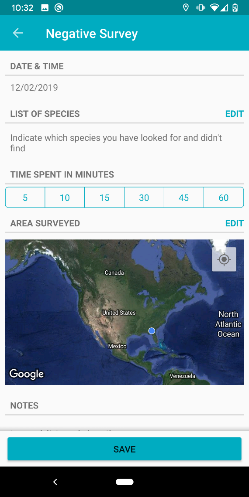 10:32
Negative Survey
DATE & TIME
12/02/2019
LIST OF SPECIES
EDIT
Indicate which species you have looked for and didn't
find
TIME SPENT IN MINUTES
5 10 15 30 45 60
AREA SURVEYED
EDIT
Canada
United States
North
Atlantic
Ocean
Mexico
Google
Venezuela
NOTES
SAVE